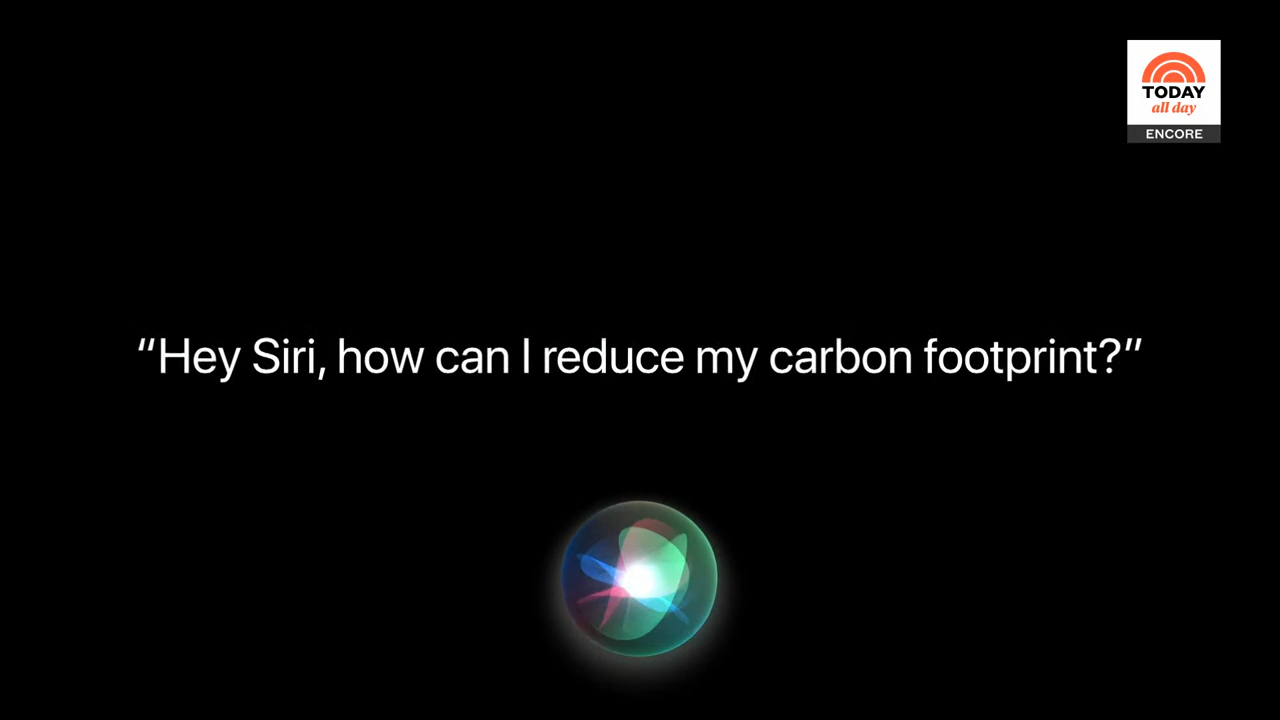 TODAY
all day
ENCORE
“Hey Siri, how can I reduce my carbon footprint?”